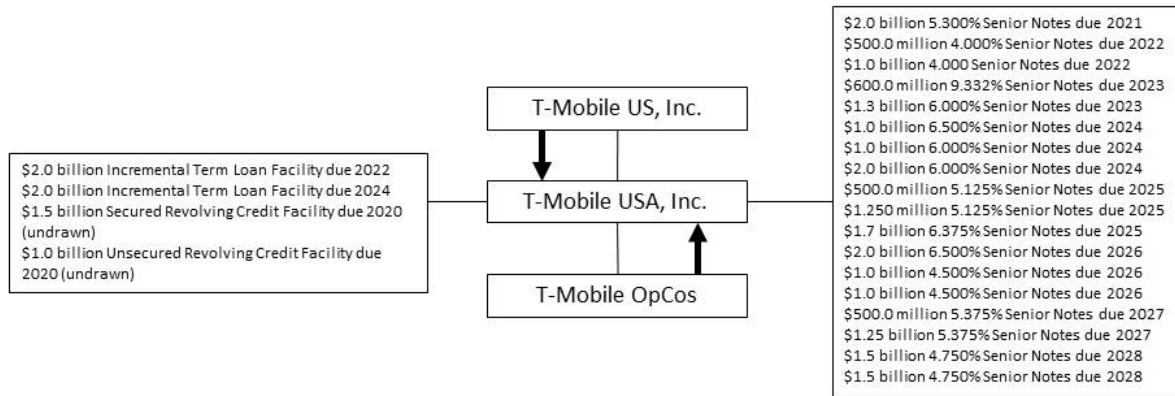 $2.0 billion Incremental Term Loan Facility due 2022
$2.0 billion Incremental Term Loan Facility due 2024
$1.5 billion Secured Revolving Credit Facility due 2020
(undrawn)
$1.0 billion Unsecured Revolving Credit Facility due
2020 (undrawn)
T-Mobile US, Inc.
T-Mobile USA, Inc.
T-Mobile OpCos
$2.0 billion 5.300% Senior Notes due 2021
$500.0 million 4.000% Senior Notes due 2022
$1.0 billion 4.000 Senior Notes due 2022
$600.0 million 9.332% Senior Notes due 2023
$1.3 billion 6.000% Senior Notes due 2023
$1.0 billion 6.500% Senior Notes due 2024
$1.0 billion 6.000% Senior Notes due 2024
$2.0 billion 6.000% Senior Notes due 2024
$500.0 million 5.125% Senior Notes due 2025
$1.250 million 5.125% Senior Notes due 2025
$1.7 billion 6.375% Senior Notes due 2025
$2.0 billion 6.500% Senior Notes due 2026
$1.0 billion 4.500% Senior Notes due 2026
$1.0 billion 4.500% Senior Notes due 2026
$500.0 million 5.375% Senior Notes due 2027
$1.25 billion 5.375% Senior Notes due 2027
$1.5 billion 4.750% Senior Notes due 2028
$1.5 billion 4.750% Senior Notes due 2028